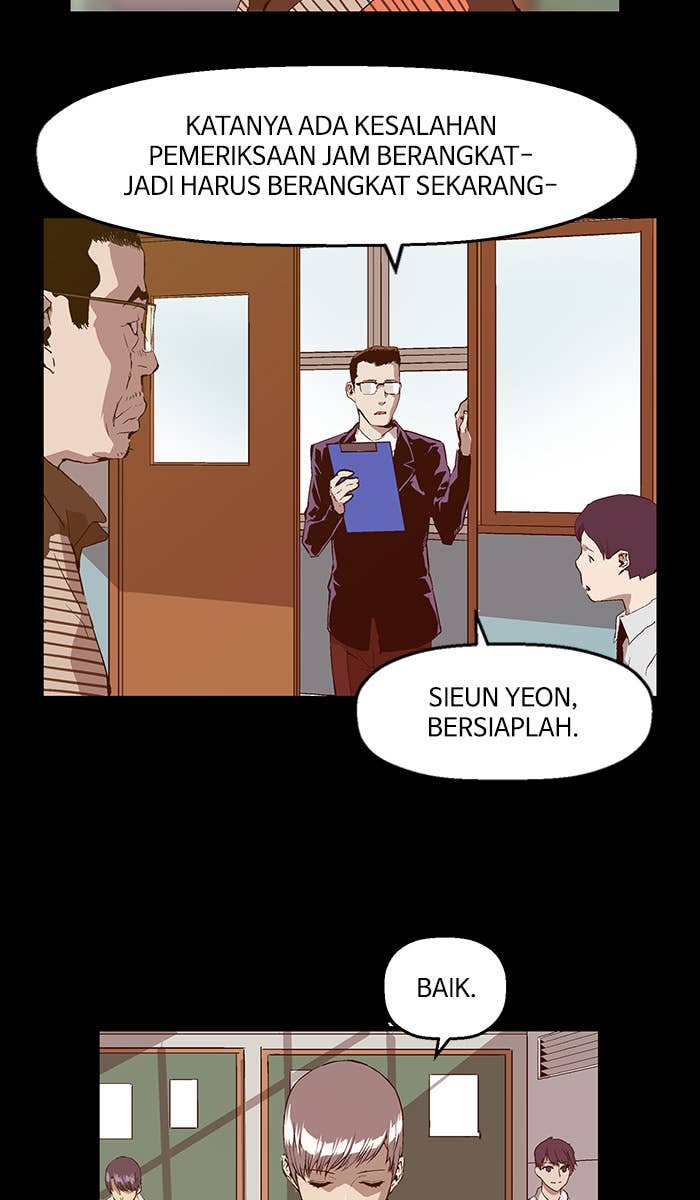 KATANYA ADA KESALAHAN
PEMERIKSAAN JAM BERANGKAT-
JADI HARUS BERANGKAT SEKARANG-
SIEUN YEON,
BERSIAPLAH.
BAIK.